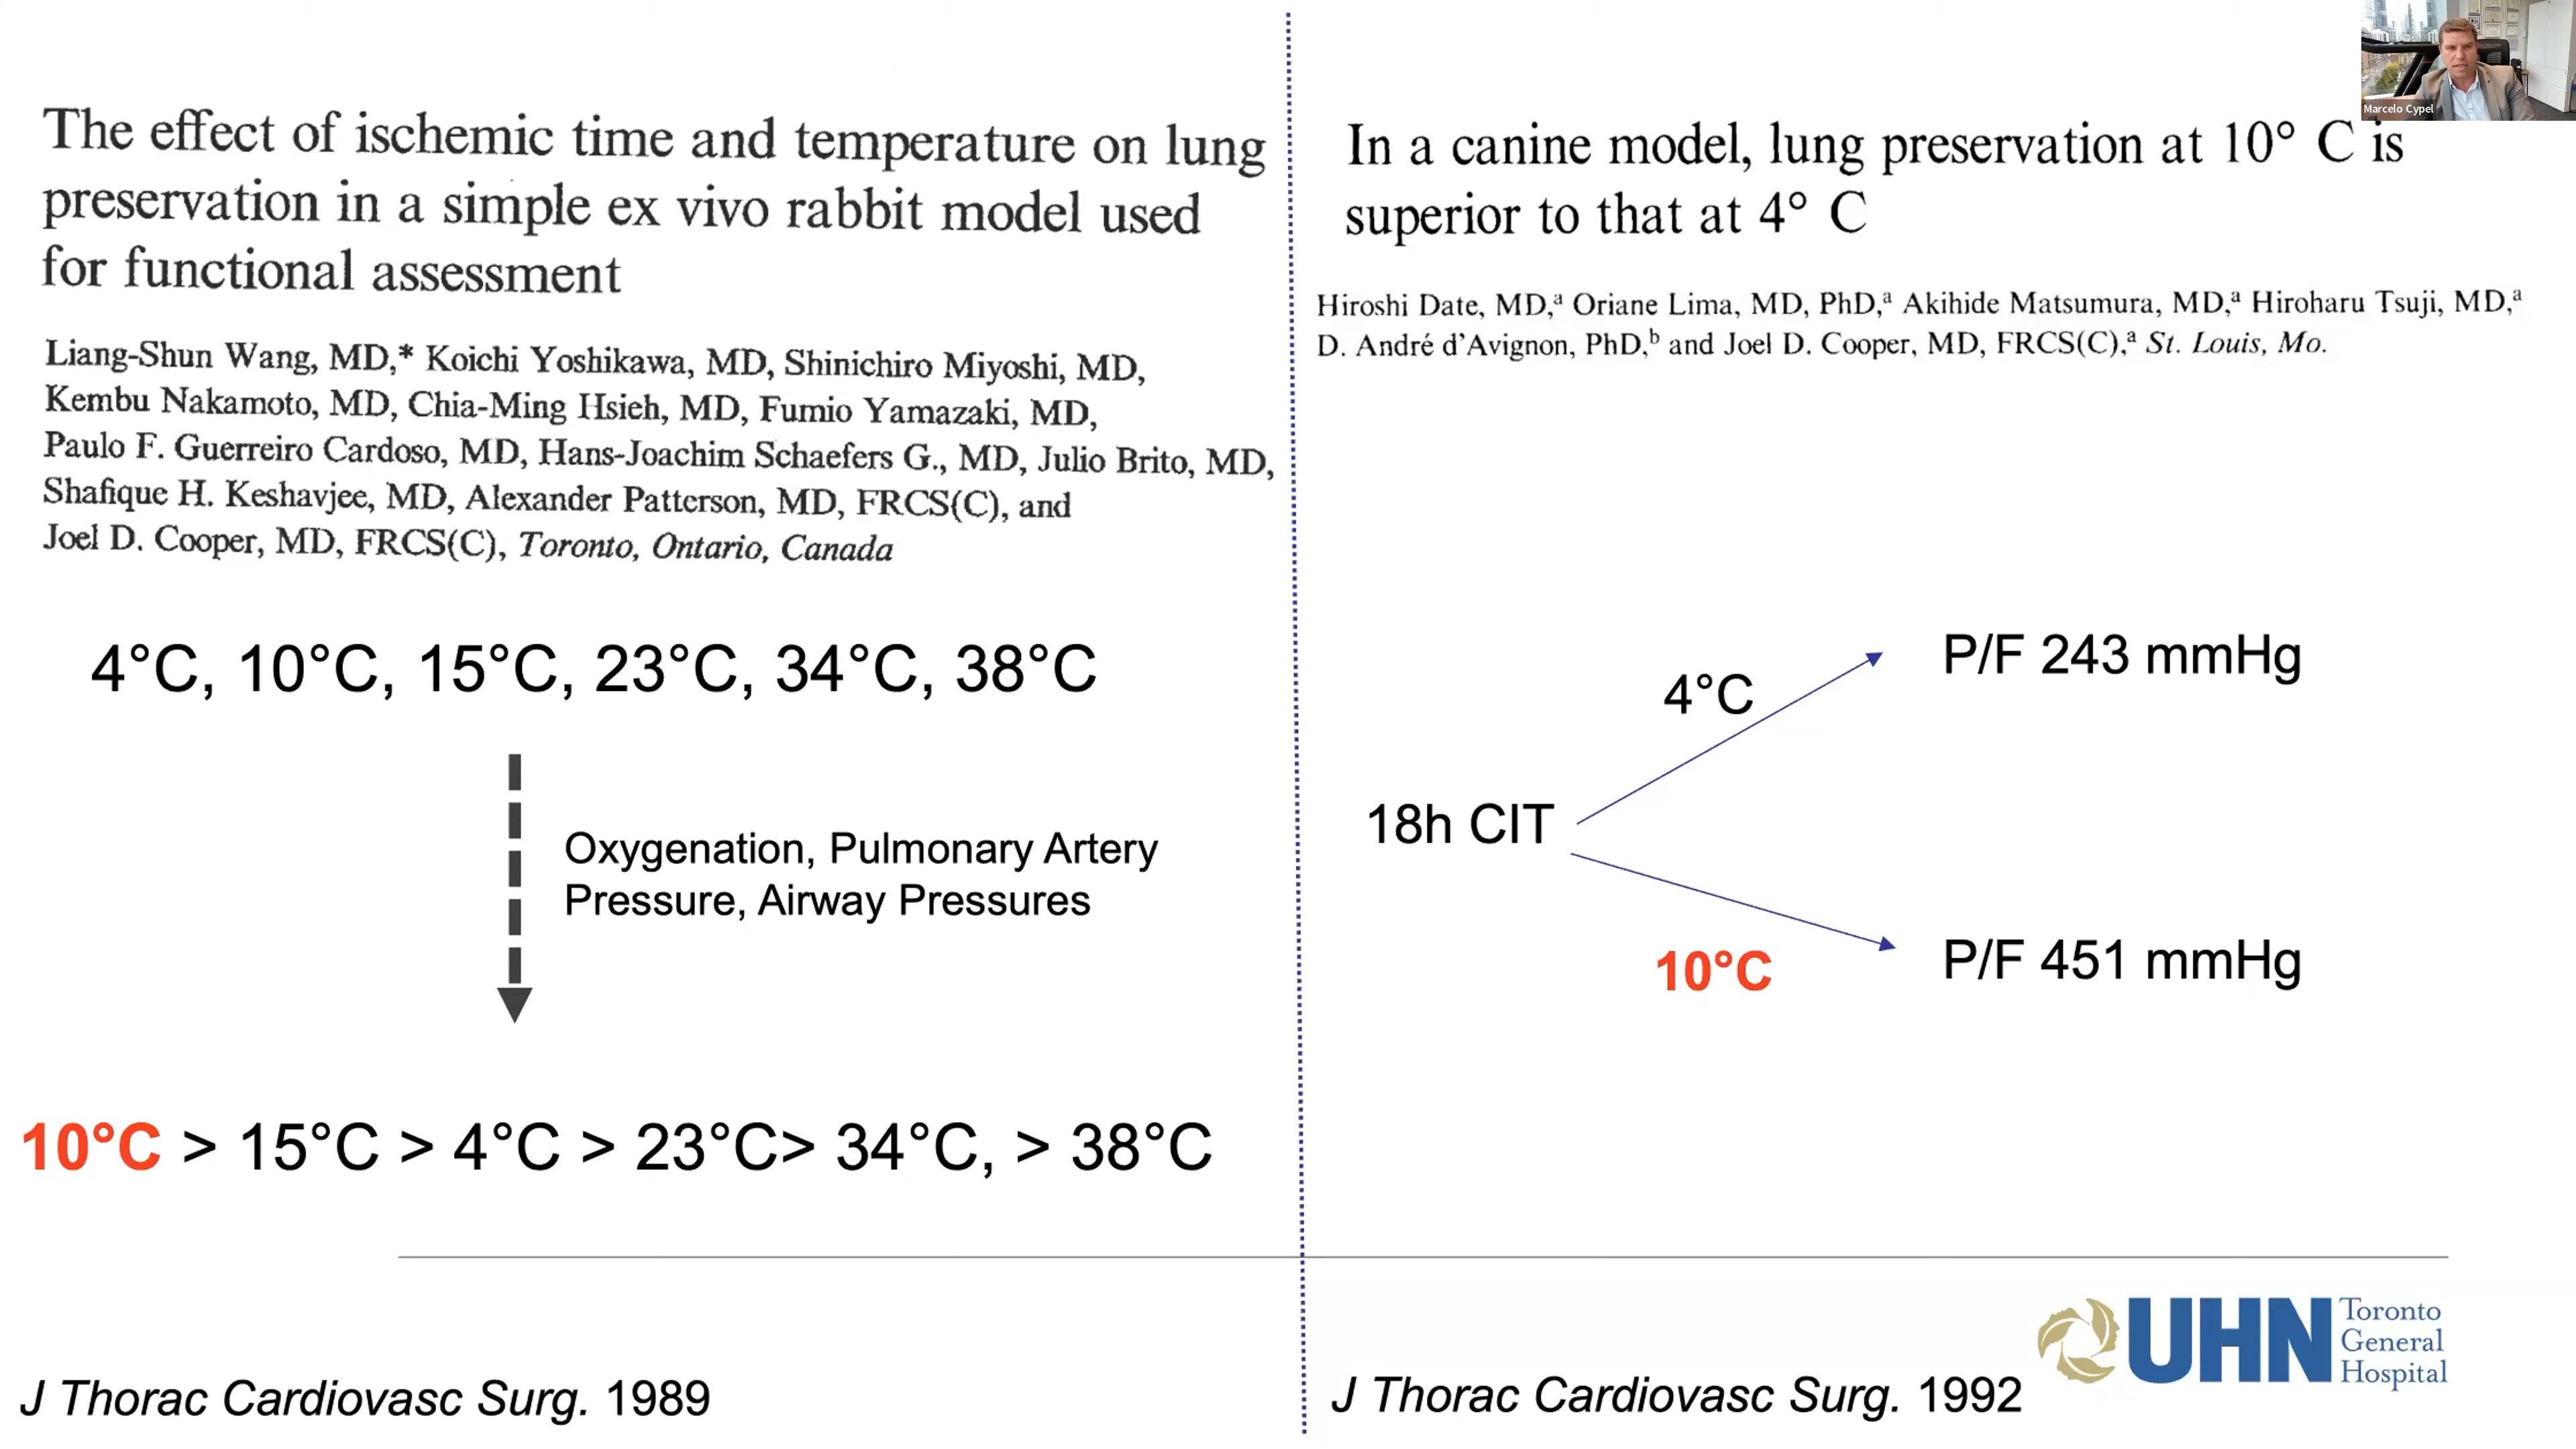 The effect of ischemic time and temperature on lung
preservation in a simple ex vivo rabbit model used
for functional assessment
Liang-Shun Wang, MD,* Koichi Yoshikawa, MD, Shinichiro Miyoshi, MD,
Kembu Nakamoto, MD, Chia-Ming Hsieh, MD, Fumio Yamazaki, MD,
Paulo F. Guerreiro Cardoso, MD, Hans-Joachim Schaefers G., MD, Julio Brito, MD,
Shafique H. Keshavjee, MD, Alexander Patterson, MD, FRCS(C), and
Joel D. Cooper, MD, FRCS(C), Toronto, Ontario, Canada
4°C, 10°C, 15°C, 23°C, 34°C, 38°C
Oxygenation, Pulmonary Artery
Pressure, Airway Pressures
10°C > 15°C > 4°C > 23°C> 34°C, > 38°C
J Thorac Cardiovasc Surg. 1989
Marcelo Cypel
In a canine model, lung preservation at 10° C is
superior to that at 4° C
Hiroshi Date, MD,ᵃ Oriane Lima, MD, PhD,ᵃ Akihide Matsumura, MD,ᵃ Hiroharu Tsuji, MD,ᵃ
D. André d'Avignon, PhD,ᵇ and Joel D. Cooper, MD, FRCS(C),ᵃ St. Louis, Mo.
4°C
P/F 243 mmHg
18h CIT
10°C
P/F 451 mmHg
J Thorac Cardiovasc Surg. 1992
UHN
Toronto
General
Hospital